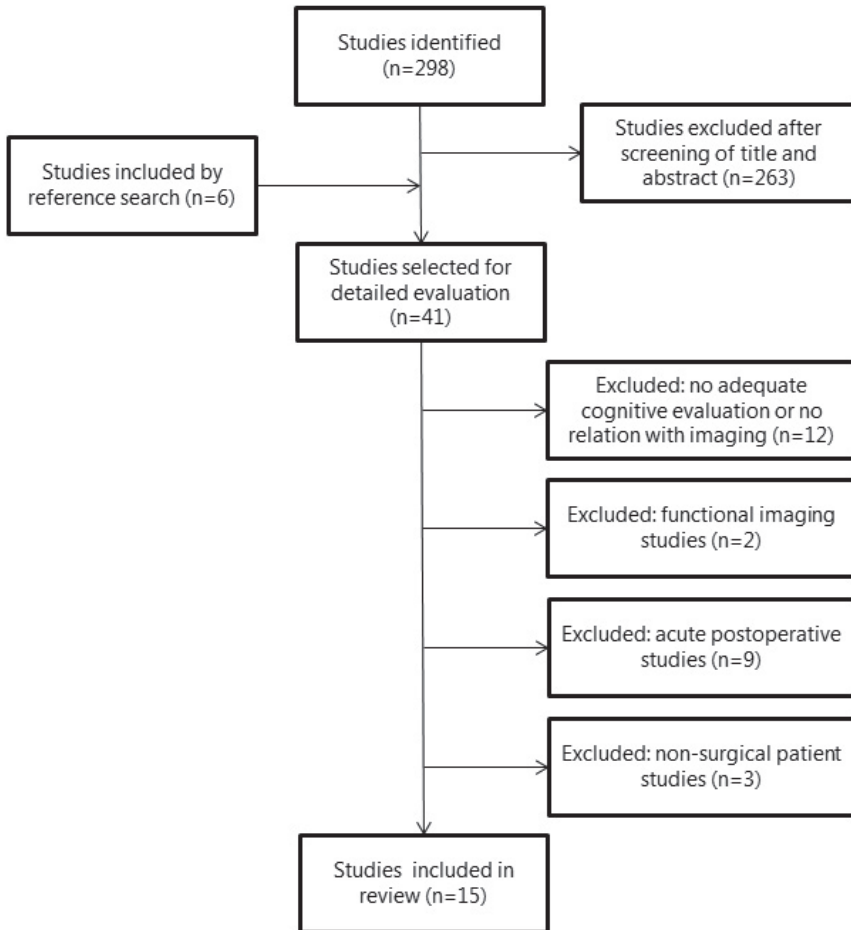 Studies identified
(n=298)
Studies excluded after
screening of title and
abstract (n=263)
Studies included by
reference search (n=6)
Studies selected for
detailed evaluation
(n=41)
Excluded: no adequate
cognitive evaluation or no
relation with imaging (n=12)
Excluded: functional imaging
studies (n=2)
Excluded: acute postoperative
studies (n=9)
Excluded: non-surgical patient
studies (n=3)
Studies included in
review (n=15)